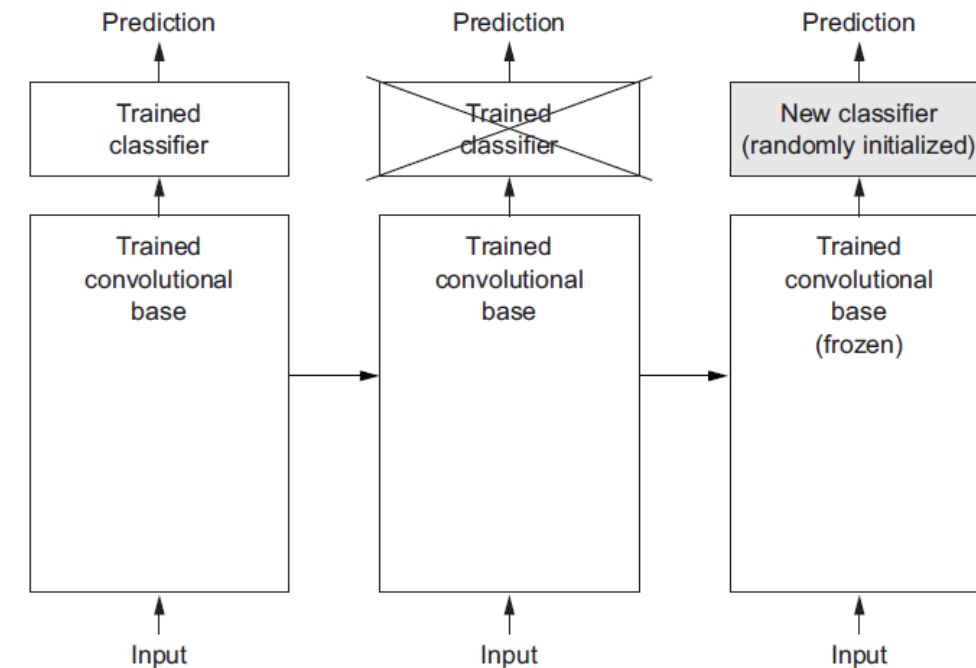 Prediction
Prediction
Prediction
Trained
classifier
Trained
classifier
New classifier
(randomly initialized)
Trained
convolutional
base
Trained
convolutional
base
Trained
convolutional
base
(frozen)
Input
Input
Input